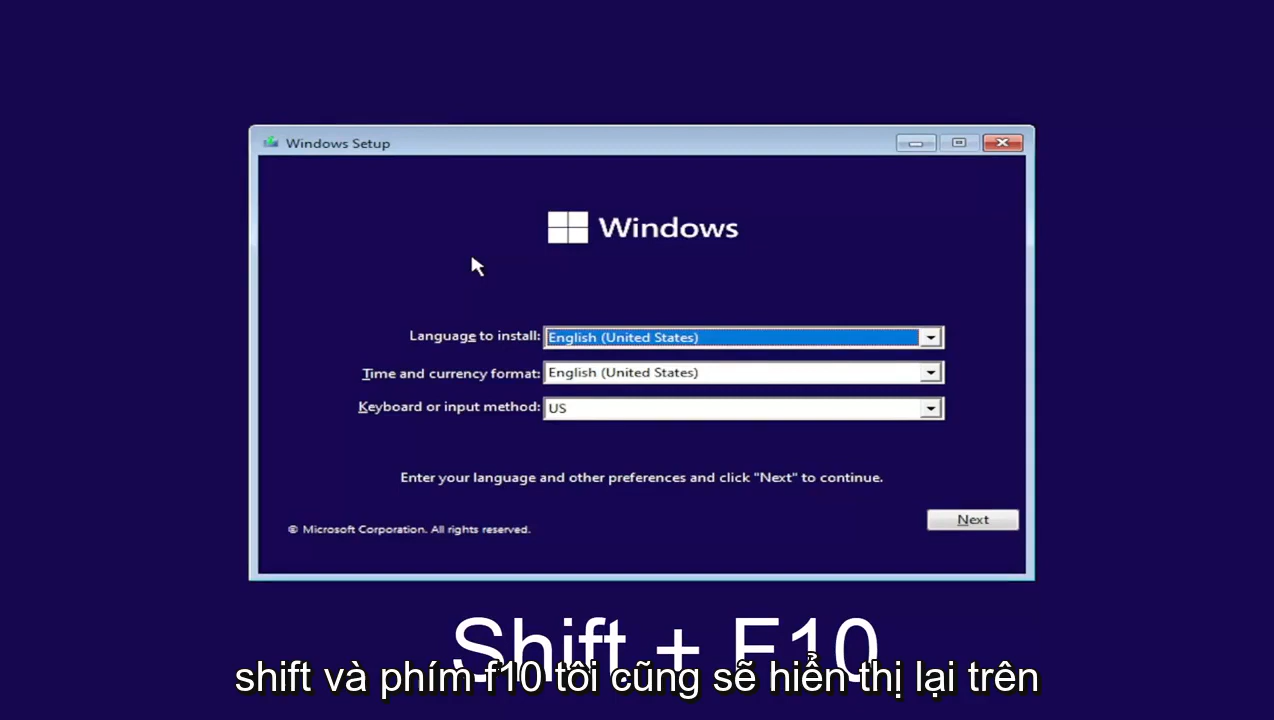 Windows Setup
Windows
Language to install: English (United States)
Time and currency format: English (United States)
Keyboard or input method: US
Enter your language and other preferences and click "Next" to continue.
Next
© Microsoft Corporation. All rights reserved.
Shift + F10
shift và phím f10 tôi cũng sẽ hiển thị lại trên